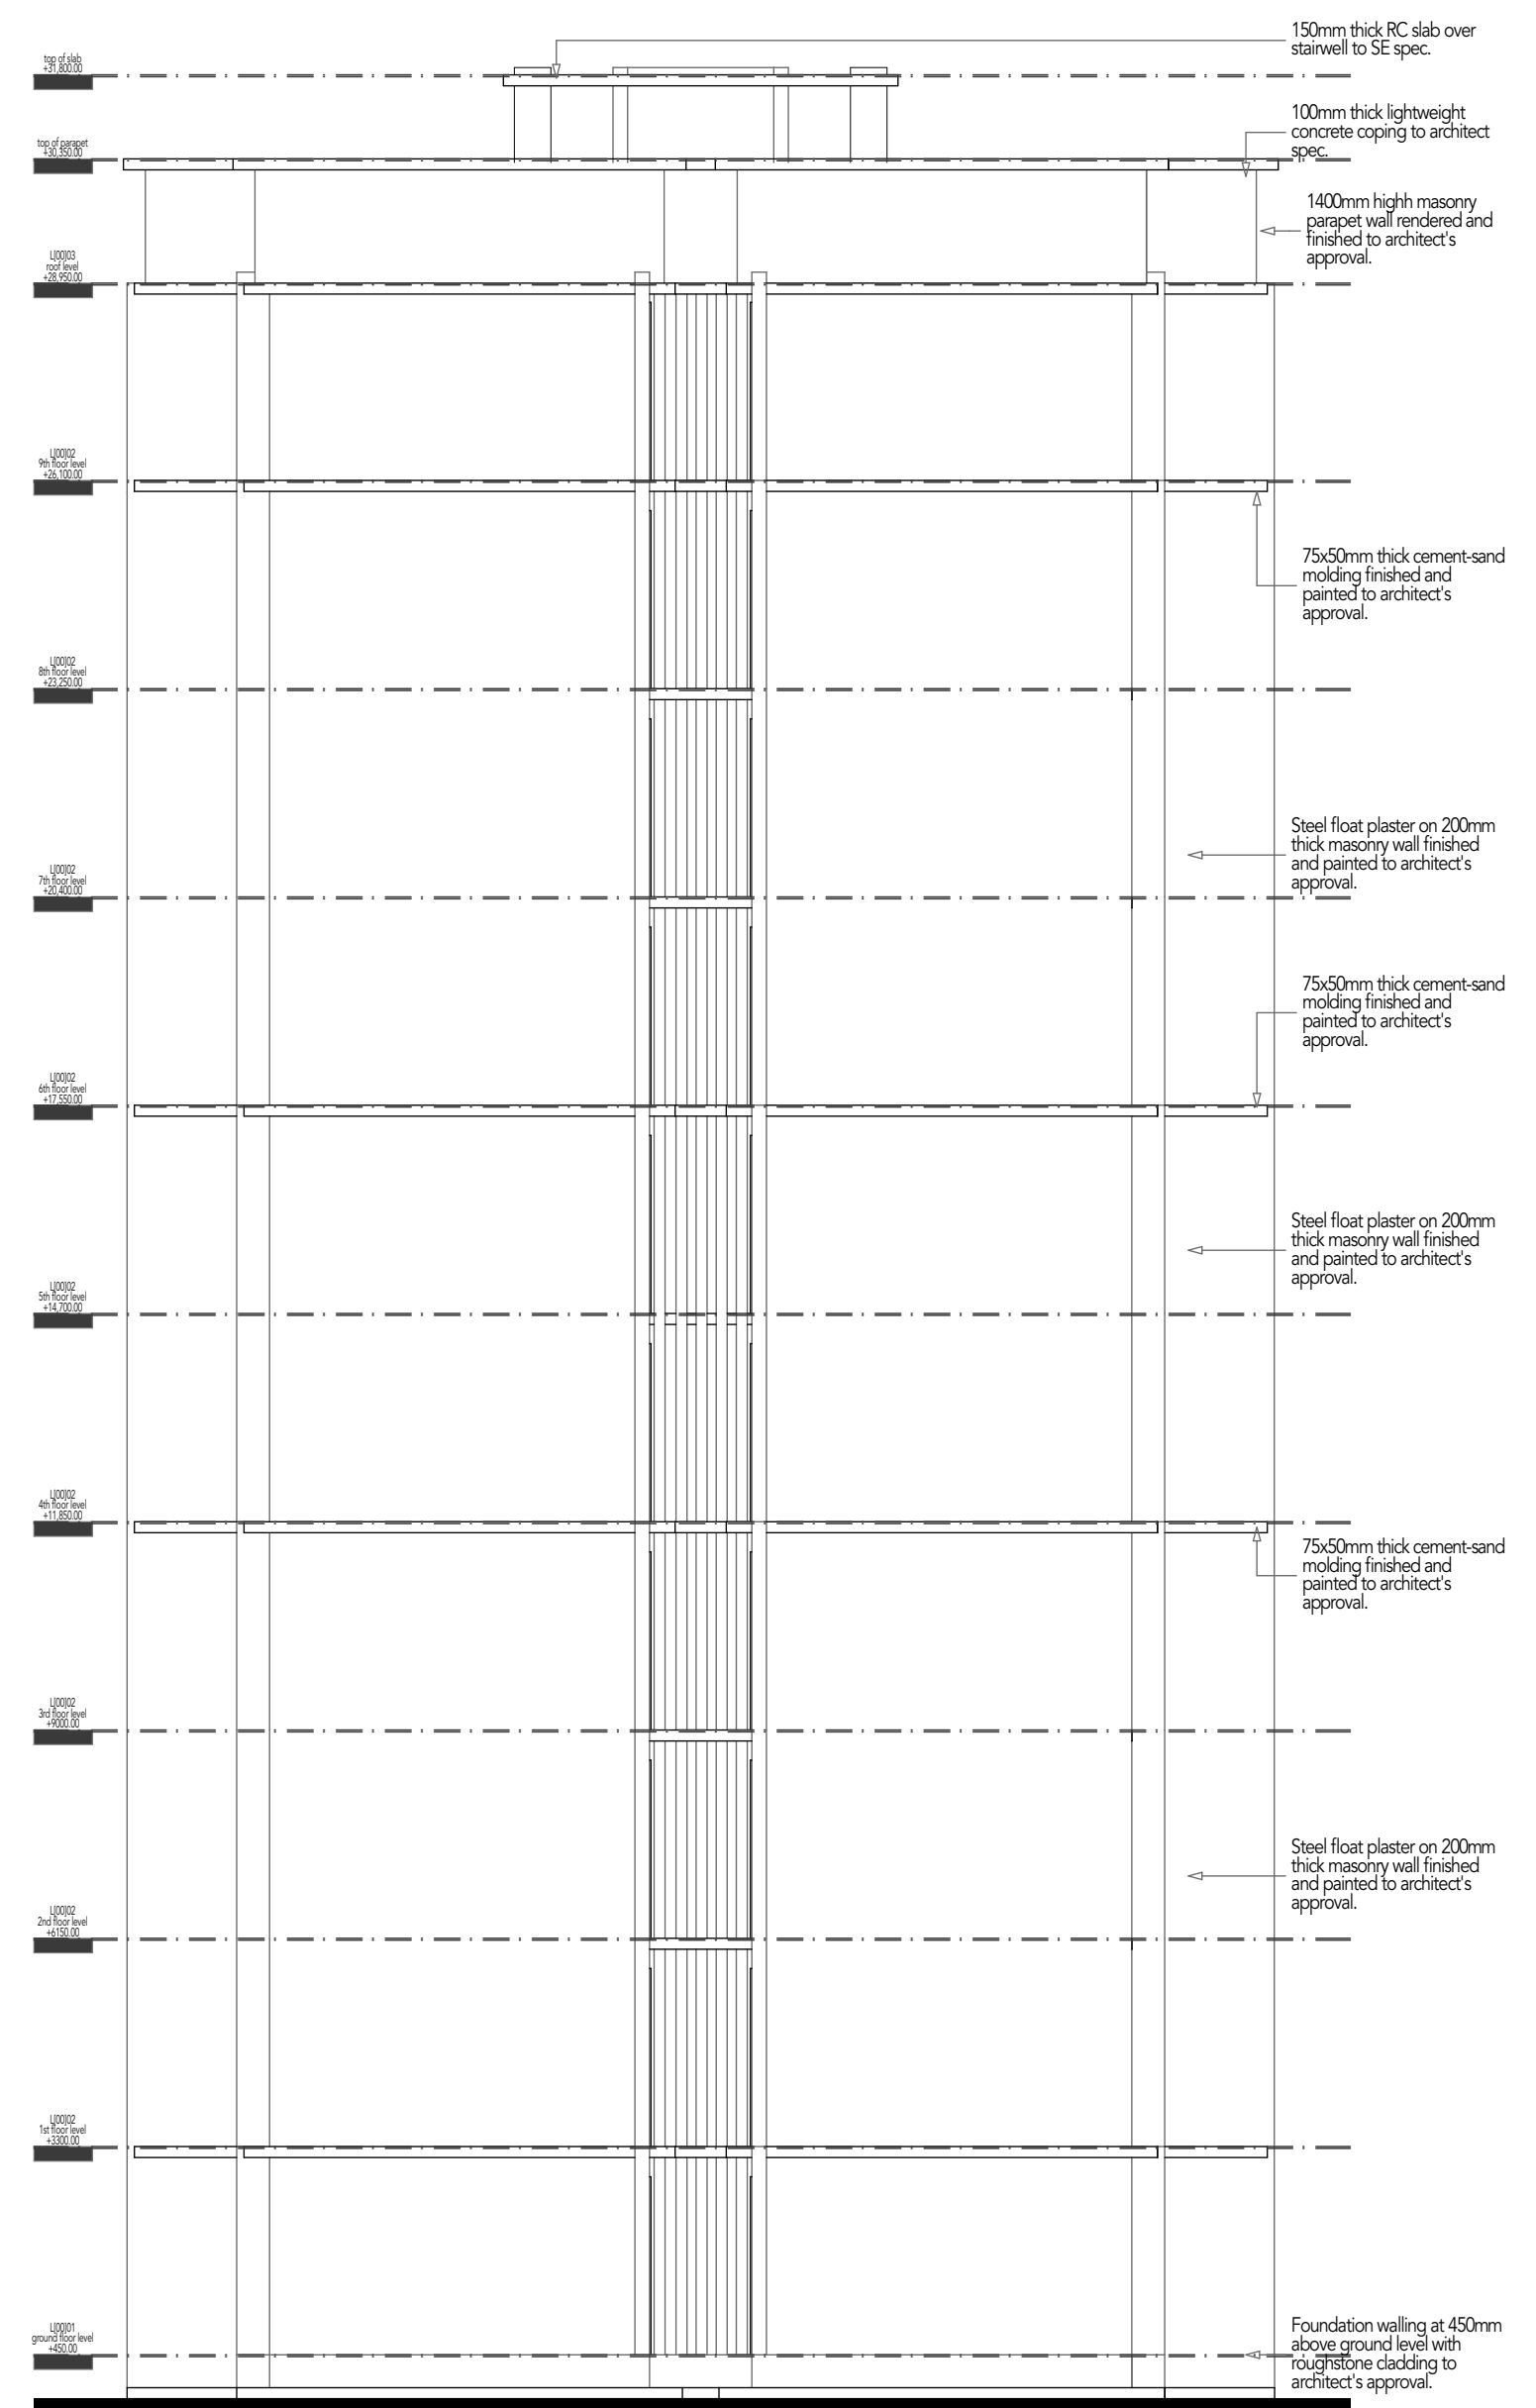 150mm thick RC slab over
stairwell to SE spec.
top of slab
+31,800.00
100mm thick lightweight
concrete coping to architect
spec.
top of parapet
+30,350.00
1400mm highh masonry
parapet wall rendered and
finished to architect's
approval.
L[00]03
roof level
+28,950.00
L[00]02
9th floor level
+26,100.00
75x50mm thick cement-sand
molding finished and
painted to architect's
approval.
L[00]02
8th floor level
+23,250.00
Steel float plaster on 200mm
thick masonry wall finished
and painted to architect's
approval.
L[00]02
7th floor level
+20,400.00
75x50mm thick cement-sand
molding finished and
painted to architect's
approval.
L[00]02
6th floor level
+17,550.00
Steel float plaster on 200mm
thick masonry wall finished
and painted to architect's
approval.
L[00]02
5th floor level
+14,700.00
L[00]02
4th floor level
+11,850.00
75x50mm thick cement-sand
molding finished and
painted to architect's
approval.
L[00]02
3rd floor level
+9000.00
Steel float plaster on 200mm
thick masonry wall finished
and painted to architect's
approval.
L[00]02
2nd floor level
+6150.00
L[00]02
1st floor level
+3300.00
L[00]01
ground floor level
+450.00
Foundation walling at 450mm
above ground level with
roughstone cladding to
architect's approval.